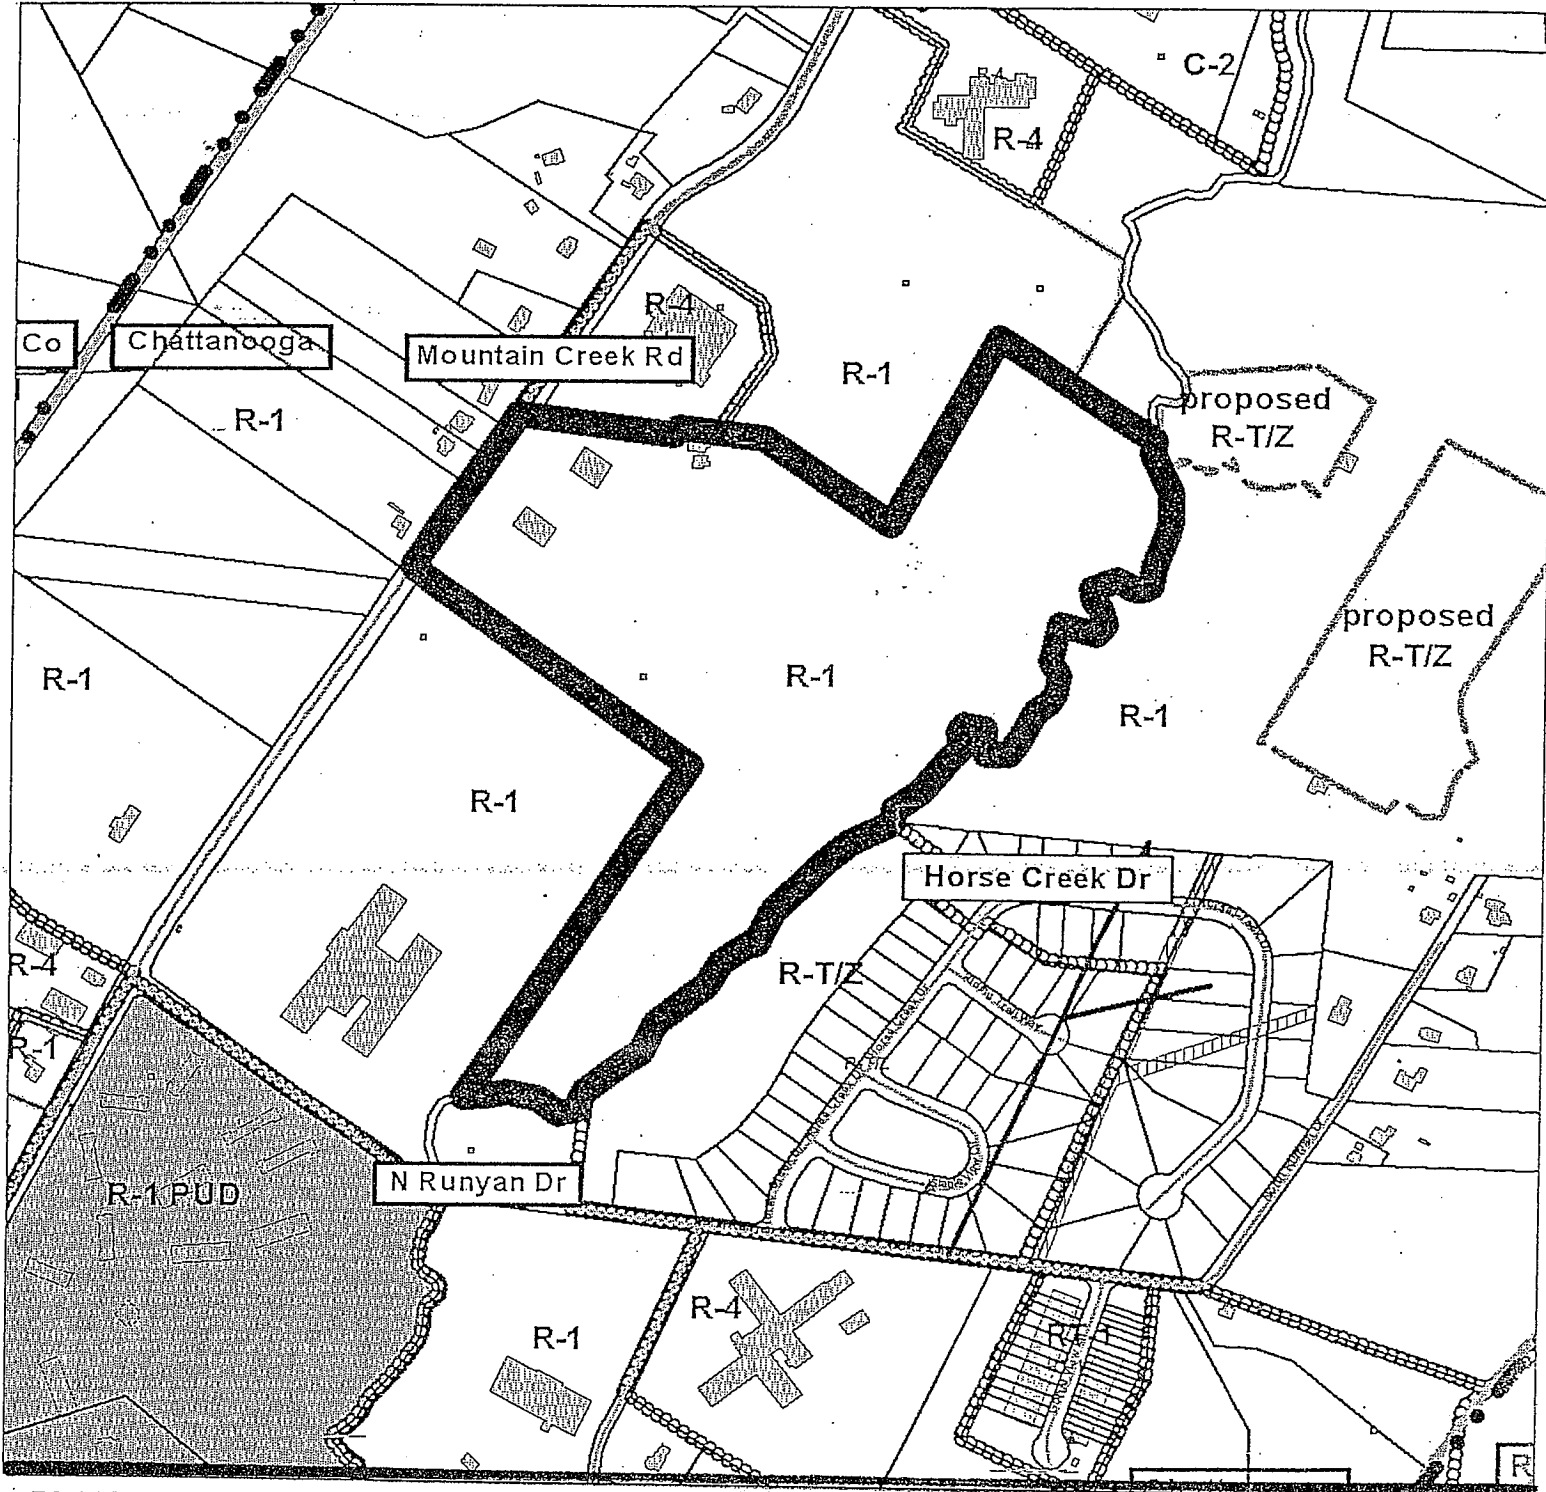 C-2
R-4
R-4
Co
Chattanooga
Mountain Creek Rd
R-1
R-1
proposed
R-T/Z
proposed
R-T/Z
R-1
R-1
R-1
R-1
Horse Creek Dr
R-4
R-T/Z
R-1
N Runyan Dr
R-1 PUD
R-4
R-1
R